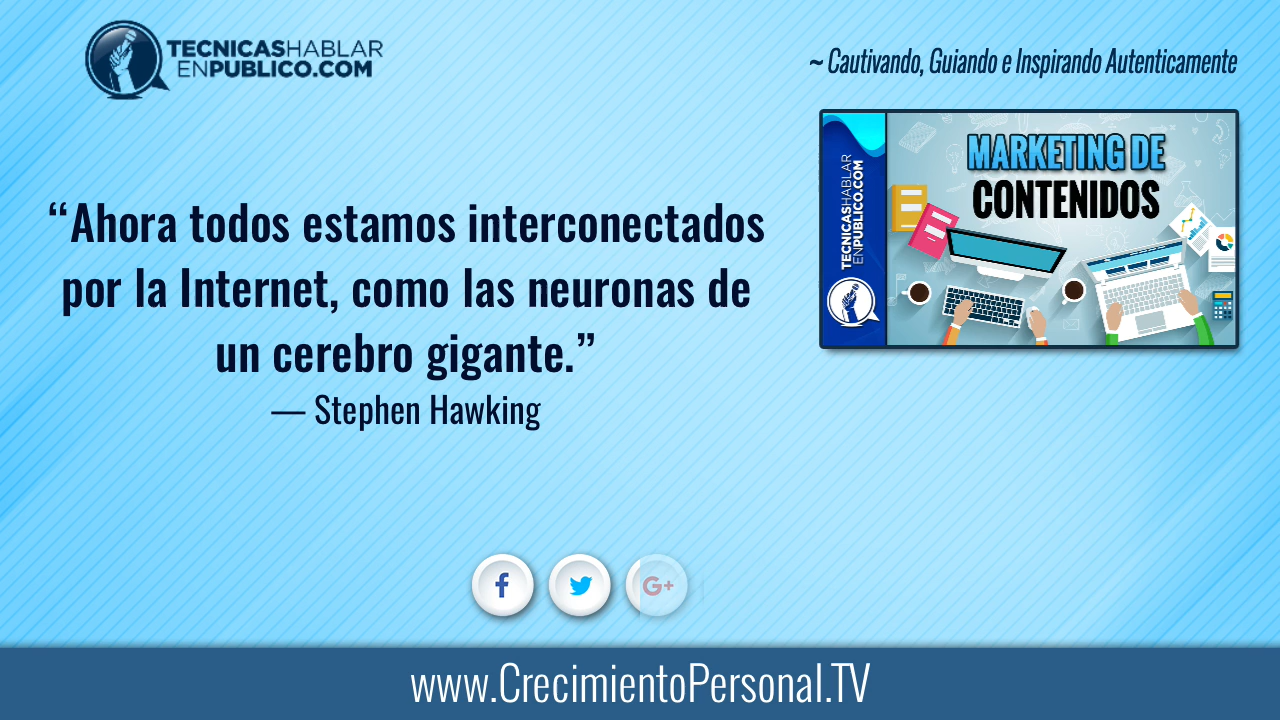 TECNICASHABLAR
ENPUBLICO.COM
~ Cautivando, Guiando e Inspirando Autenticamente
TECNICASHABLAR
ENPUBLICO.COM
MARKETING DE
CONTENIDOS
“Ahora todos estamos interconectados
por la Internet, como las neuronas de
un cerebro gigante.”
— Stephen Hawking
f
G+
www.CrecimientoPersonal.TV